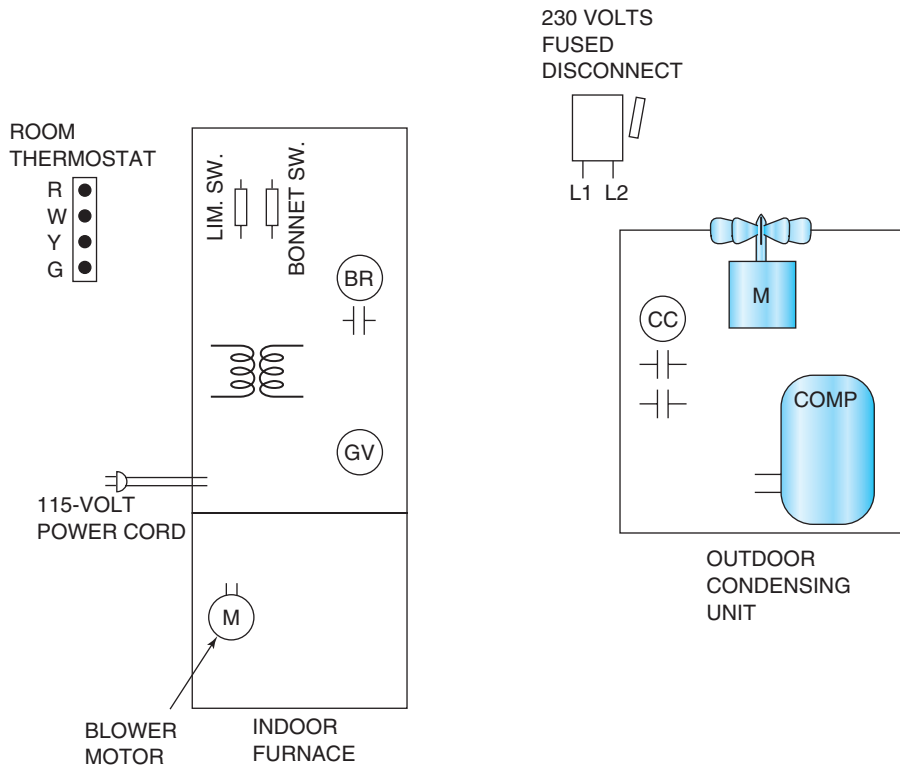 230 VOLTS
FUSED
DISCONNECT
L1 L2
ROOM
THERMOSTAT
R
W
Y
G
LIM. SW.
BONNET SW.
BR
GV
115-VOLT
POWER CORD
M
BLOWER
MOTOR
INDOOR
FURNACE
M
CC
COMP
OUTDOOR
CONDENSING
UNIT